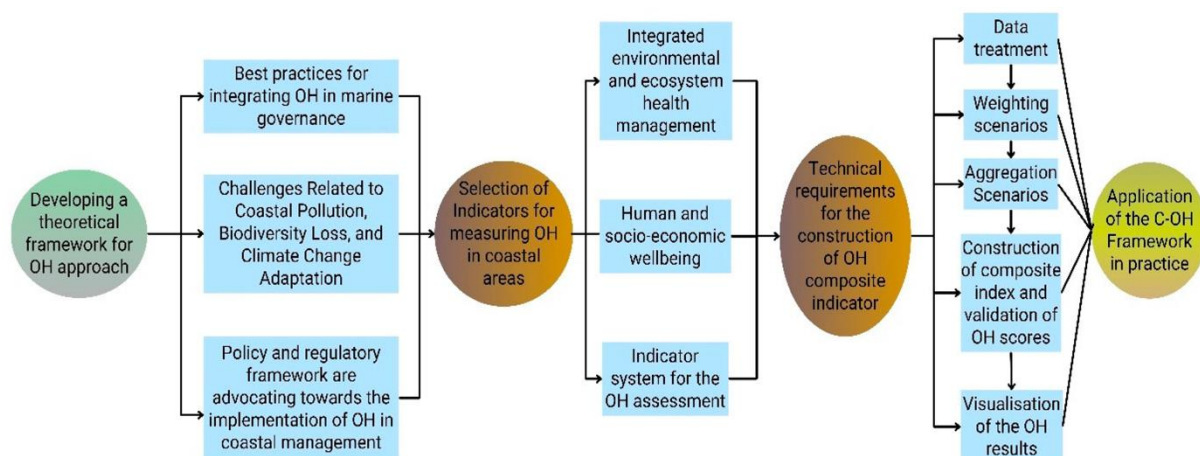 Developing a
theoretical
framework for
OH approach
Best practices for
integrating OH in marine
governance
Challenges Related to
Coastal Pollution,
Biodiversity Loss, and
Climate Change
Adaptation
Policy and regulatory
framework are
advocating towards the
implementation of OH in
coastal management
Selection of
Indicators for
measuring OH
in coastal
areas
Integrated
environmental
and ecosystem
health
management
Human and
socio-economic
wellbeing
Indicator
system for the
OH assessment
Technical
requirements
for the
construction
of OH
composite
indicator
Data
treatment
Weighting
scenarios
Aggregation
Scenarios
Construction
of composite
index and
validation of
OH scores
Visualisation
of the OH
results
Application
of the C-OH
Framework
in practice